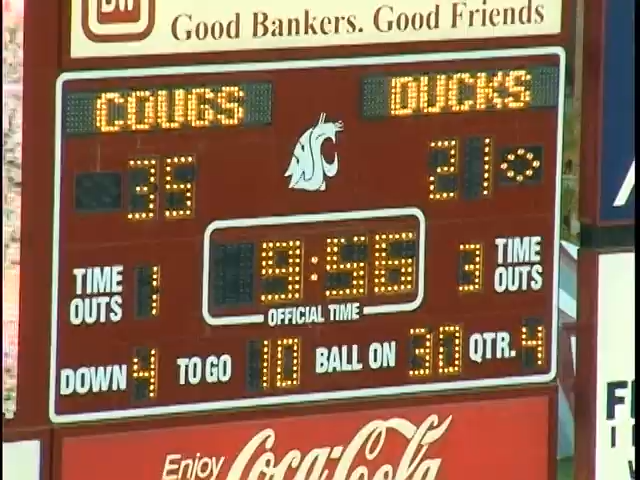 BW
Good Bankers. Good Friends
COUGS DUCKS
35 21
9:56
TIME OUTS 1
3 TIME OUTS
OFFICIAL TIME
DOWN 4 TO GO 10 BALL ON 30 QTR. 4
Enjoy
Coca-Cola